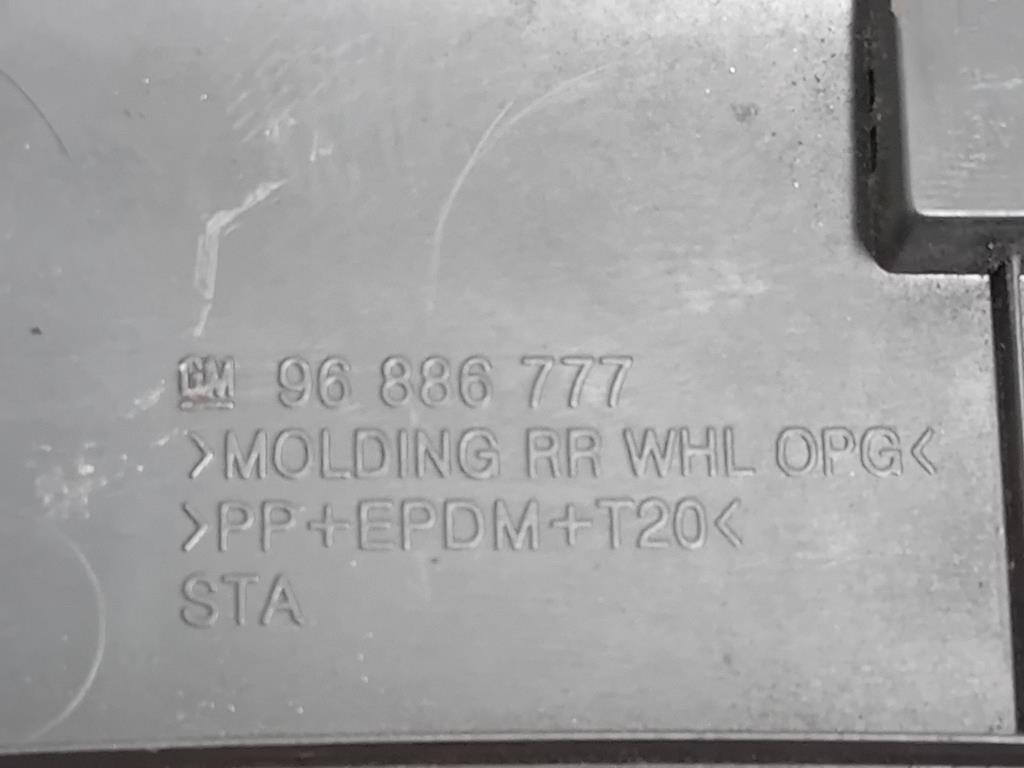 GM 96 886 777
>MOLDING RR WHL OPG<
>PP+EPDM+T20<
STA